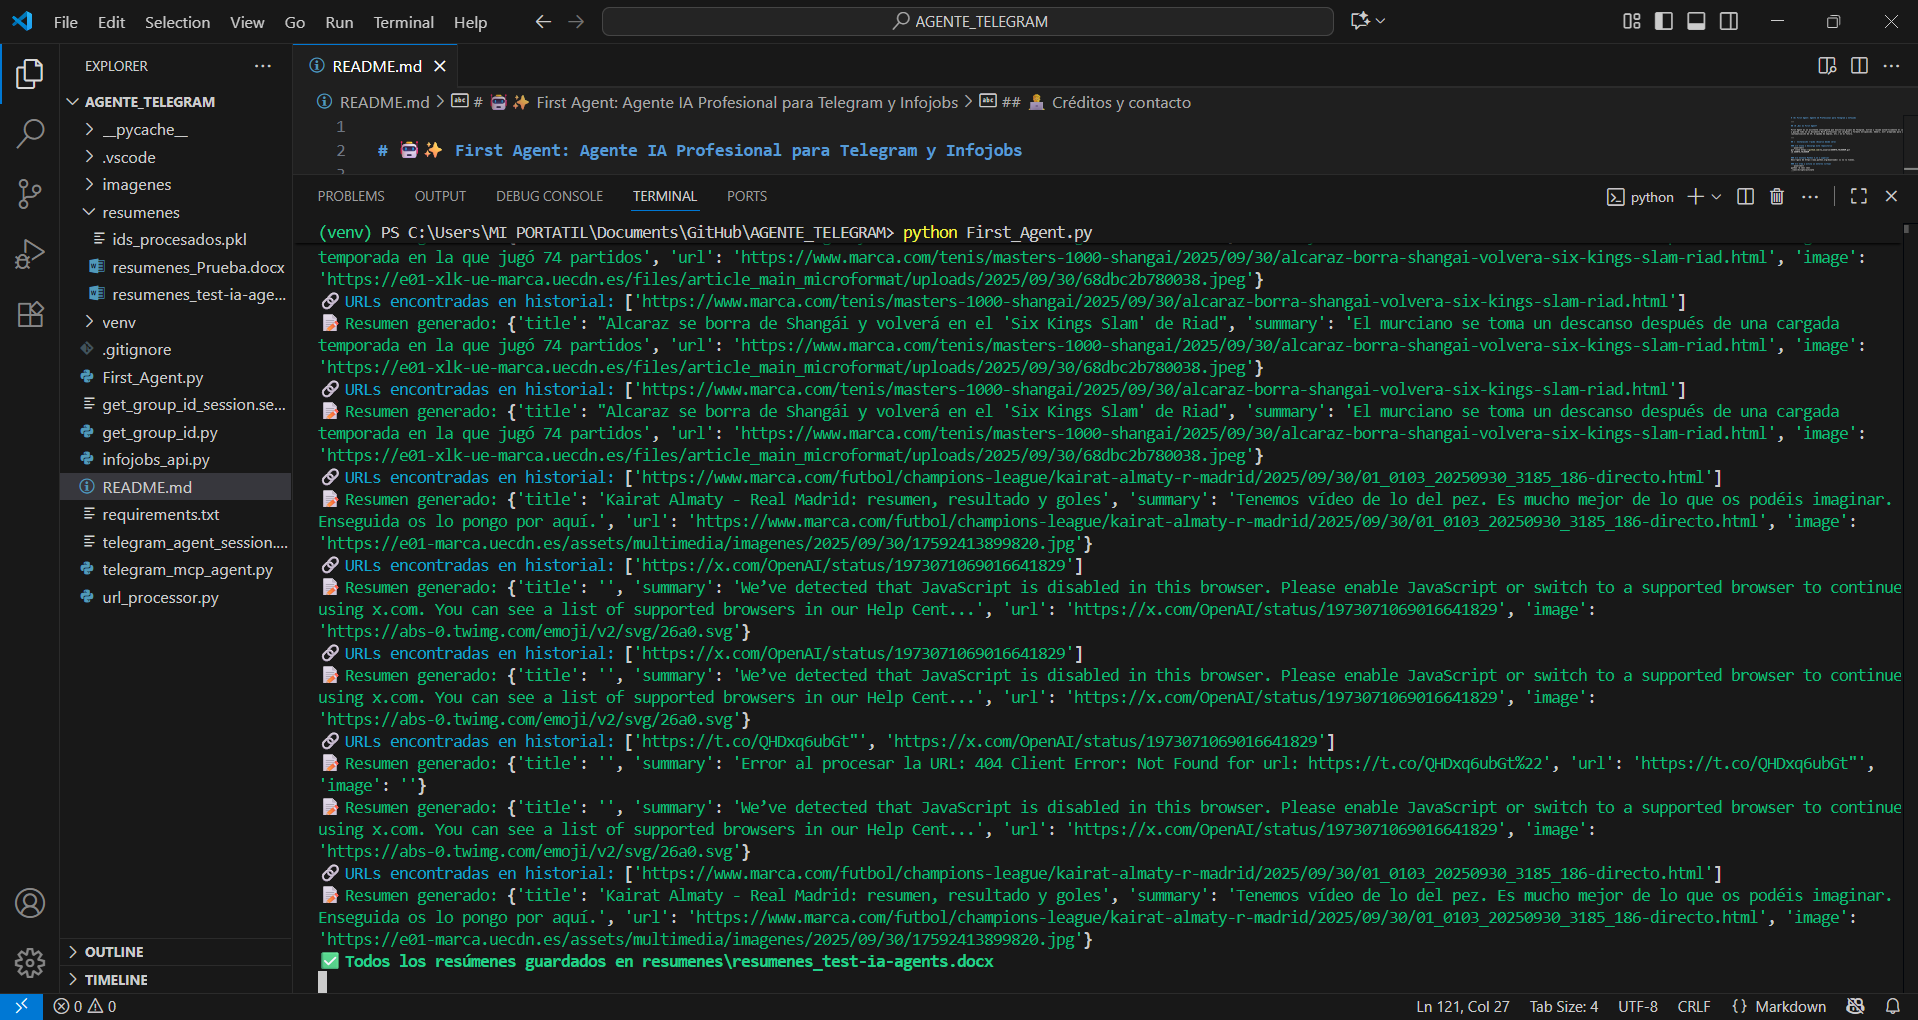 File Edit Selection View Go Run Terminal Help
AGENTE_TELEGRAM
EXPLORER
AGENTE_TELEGRAM
__pycache__
.vscode
imagenes
resumenes
ids_procesados.pkl
resumenes_Prueba.docx
resumenes_test-ia-age...
venv
.gitignore
First_Agent.py
get_group_id_session.se...
get_group_id.py
infojobs_api.py
README.md
requirements.txt
telegram_agent_session....
telegram_mcp_agent.py
url_processor.py
OUTLINE
TIMELINE
README.md
README.md > # 🤖✨ First Agent: Agente IA Profesional para Telegram y Infojobs > ## 👨‍💻 Créditos y contacto
1
2 # 🤖✨ First Agent: Agente IA Profesional para Telegram y Infojobs
PROBLEMS OUTPUT DEBUG CONSOLE TERMINAL PORTS
python
(venv) PS C:\Users\MI PORTATIL\Documents\GitHub\AGENTE_TELEGRAM> python First_Agent.py
temporada en la que jugó 74 partidos', 'url': 'https://www.marca.com/tenis/masters-1000-shangai/2025/09/30/alcaraz-borra-shangai-volvera-six-kings-slam-riad.html', 'image':
'https://e01-xlk-ue-marca.uecdn.es/files/article_main_microformat/uploads/2025/09/30/68dbc2b780038.jpeg'}
🔗 URLs encontradas en historial: ['https://www.marca.com/tenis/masters-1000-shangai/2025/09/30/alcaraz-borra-shangai-volvera-six-kings-slam-riad.html']
📝 Resumen generado: {'title': "Alcaraz se borra de Shangái y volverá en el 'Six Kings Slam' de Riad", 'summary': 'El murciano se toma un descanso después de una cargada
temporada en la que jugó 74 partidos', 'url': 'https://www.marca.com/tenis/masters-1000-shangai/2025/09/30/alcaraz-borra-shangai-volvera-six-kings-slam-riad.html', 'image':
'https://e01-xlk-ue-marca.uecdn.es/files/article_main_microformat/uploads/2025/09/30/68dbc2b780038.jpeg'}
🔗 URLs encontradas en historial: ['https://www.marca.com/tenis/masters-1000-shangai/2025/09/30/alcaraz-borra-shangai-volvera-six-kings-slam-riad.html']
📝 Resumen generado: {'title': "Alcaraz se borra de Shangái y volverá en el 'Six Kings Slam' de Riad", 'summary': 'El murciano se toma un descanso después de una cargada
temporada en la que jugó 74 partidos', 'url': 'https://www.marca.com/tenis/masters-1000-shangai/2025/09/30/alcaraz-borra-shangai-volvera-six-kings-slam-riad.html', 'image':
'https://e01-xlk-ue-marca.uecdn.es/files/article_main_microformat/uploads/2025/09/30/68dbc2b780038.jpeg'}
🔗 URLs encontradas en historial: ['https://www.marca.com/futbol/champions-league/kairat-almaty-r-madrid/2025/09/30/01_0103_20250930_3185_186-directo.html']
📝 Resumen generado: {'title': 'Kairat Almaty - Real Madrid: resumen, resultado y goles', 'summary': 'Tenemos vídeo de lo del pez. Es mucho mejor de lo que os podéis imaginar.
Enseguida os lo pongo por aquí.', 'url': 'https://www.marca.com/futbol/champions-league/kairat-almaty-r-madrid/2025/09/30/01_0103_20250930_3185_186-directo.html', 'image':
'https://e01-marca.uecdn.es/assets/multimedia/imagenes/2025/09/30/17592413899820.jpg'}
🔗 URLs encontradas en historial: ['https://x.com/OpenAI/status/1973071069016641829']
📝 Resumen generado: {'title': '', 'summary': 'We’ve detected that JavaScript is disabled in this browser. Please enable JavaScript or switch to a supported browser to continue
using x.com. You can see a list of supported browsers in our Help Cent...', 'url': 'https://x.com/OpenAI/status/1973071069016641829', 'image':
'https://abs-0.twimg.com/emoji/v2/svg/26a0.svg'}
🔗 URLs encontradas en historial: ['https://x.com/OpenAI/status/1973071069016641829']
📝 Resumen generado: {'title': '', 'summary': 'We’ve detected that JavaScript is disabled in this browser. Please enable JavaScript or switch to a supported browser to continue
using x.com. You can see a list of supported browsers in our Help Cent...', 'url': 'https://x.com/OpenAI/status/1973071069016641829', 'image':
'https://abs-0.twimg.com/emoji/v2/svg/26a0.svg'}
🔗 URLs encontradas en historial: ['https://t.co/QHDxq6ubGt"', 'https://x.com/OpenAI/status/1973071069016641829']
📝 Resumen generado: {'title': '', 'summary': 'Error al procesar la URL: 404 Client Error: Not Found for url: https://t.co/QHDxq6ubGt%22', 'url': 'https://t.co/QHDxq6ubGt"',
'image': ''}
📝 Resumen generado: {'title': '', 'summary': 'We’ve detected that JavaScript is disabled in this browser. Please enable JavaScript or switch to a supported browser to continue
using x.com. You can see a list of supported browsers in our Help Cent...', 'url': 'https://x.com/OpenAI/status/1973071069016641829', 'image':
'https://abs-0.twimg.com/emoji/v2/svg/26a0.svg'}
🔗 URLs encontradas en historial: ['https://www.marca.com/futbol/champions-league/kairat-almaty-r-madrid/2025/09/30/01_0103_20250930_3185_186-directo.html']
📝 Resumen generado: {'title': 'Kairat Almaty - Real Madrid: resumen, resultado y goles', 'summary': 'Tenemos vídeo de lo del pez. Es mucho mejor de lo que os podéis imaginar.
Enseguida os lo pongo por aquí.', 'url': 'https://www.marca.com/futbol/champions-league/kairat-almaty-r-madrid/2025/09/30/01_0103_20250930_3185_186-directo.html', 'image':
'https://e01-marca.uecdn.es/assets/multimedia/imagenes/2025/09/30/17592413899820.jpg'}
✅ Todos los resúmenes guardados en resumenes\resumenes_test-ia-agents.docx
0 0
Ln 121, Col 27 Tab Size: 4 UTF-8 CRLF {} Markdown